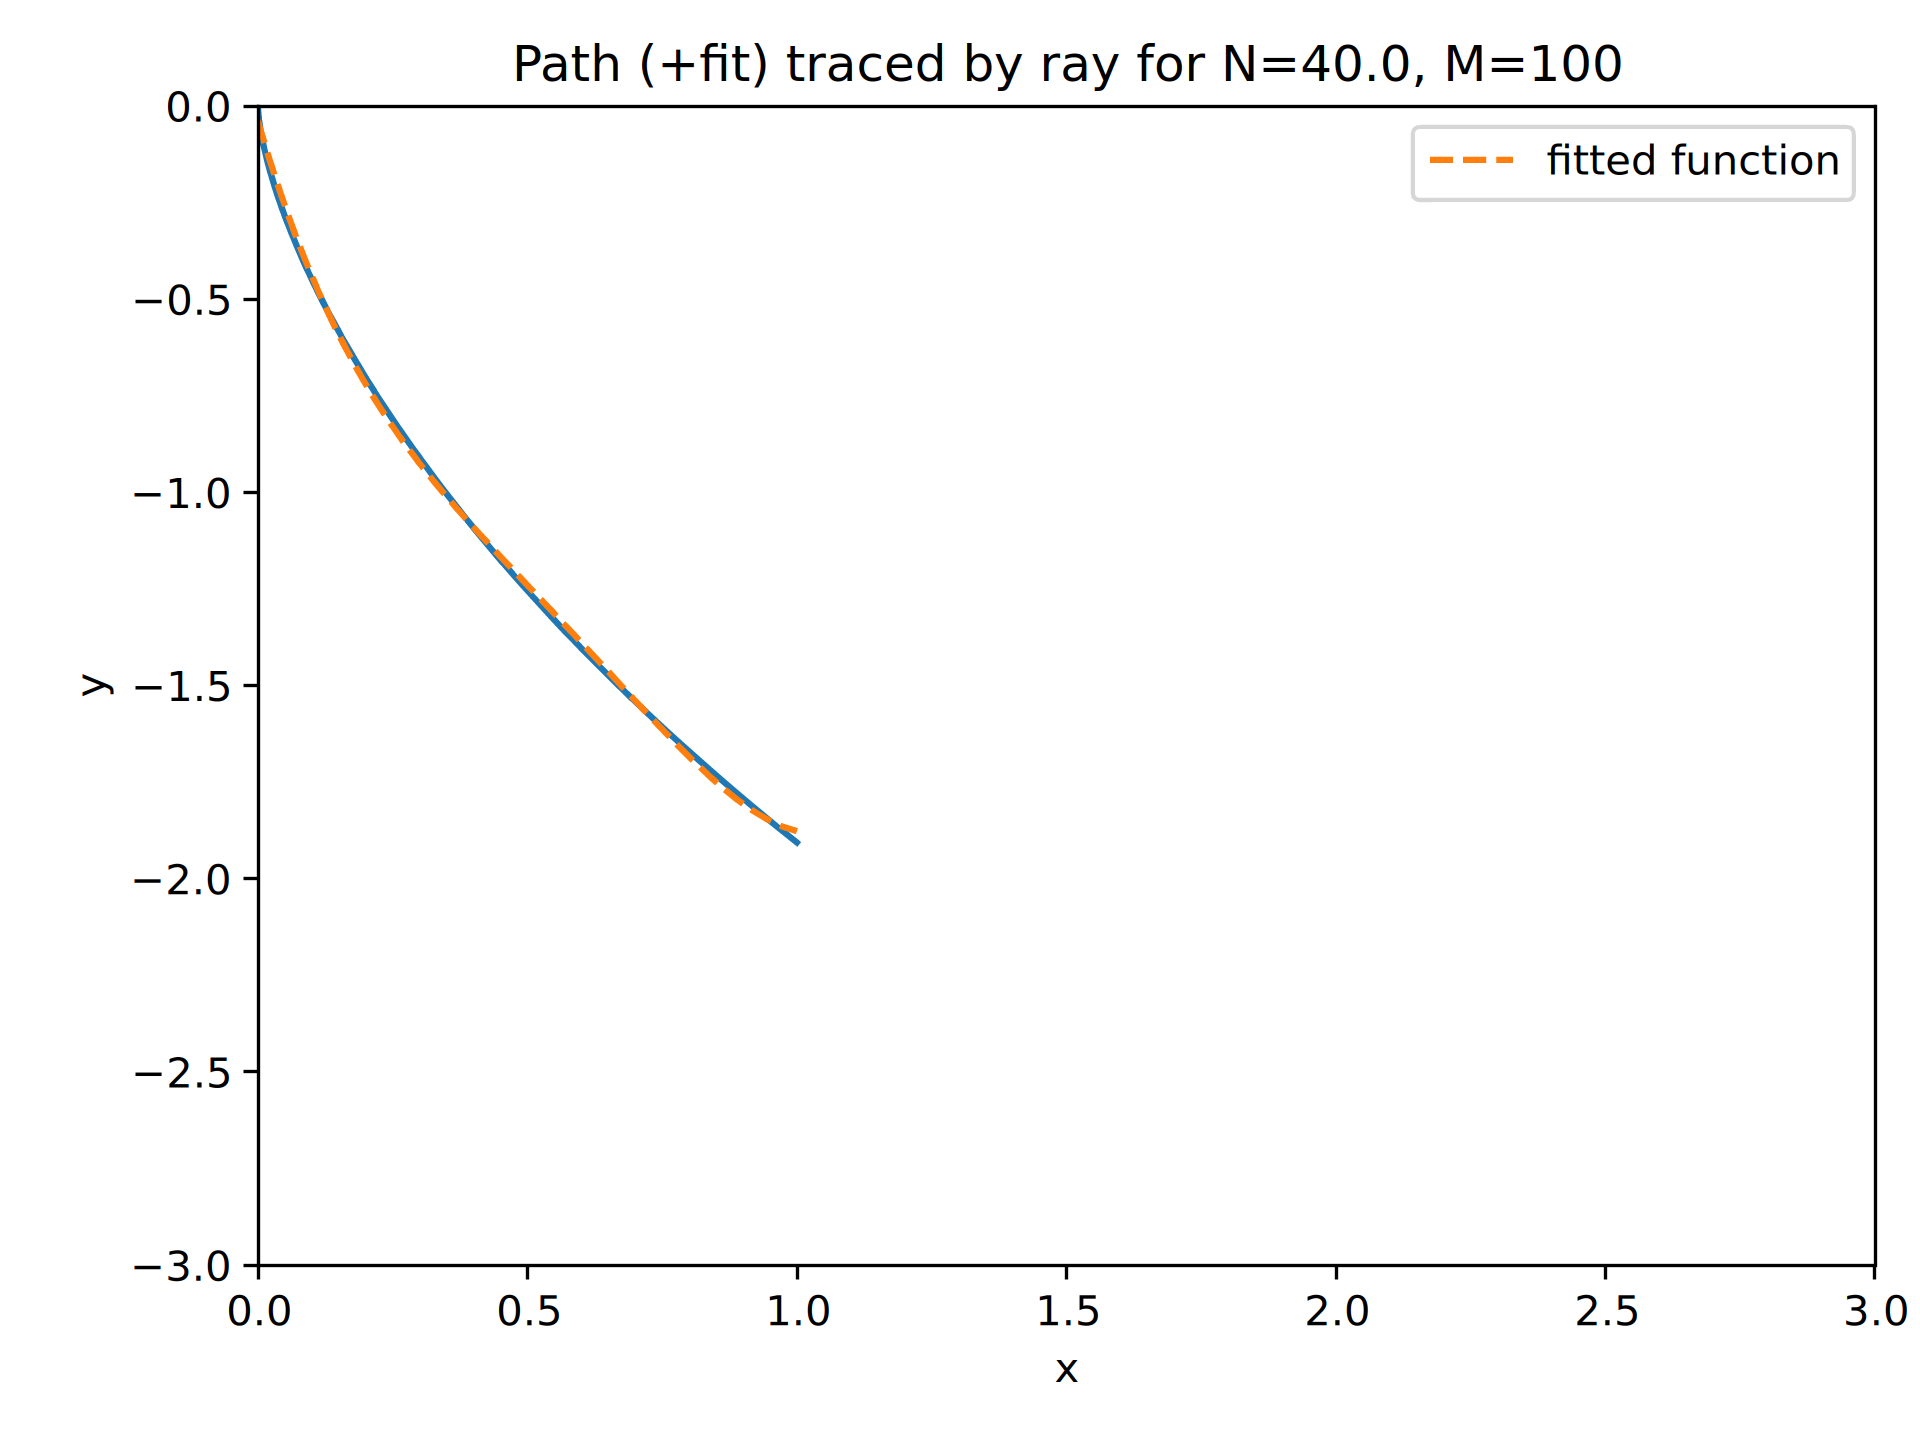 Path (+fit) traced by ray for N=40.0, M=100
fitted function
0.0
−0.5
−1.0
−1.5
−2.0
−2.5
−3.0
y
0.0 0.5 1.0 1.5 2.0 2.5 3.0
x